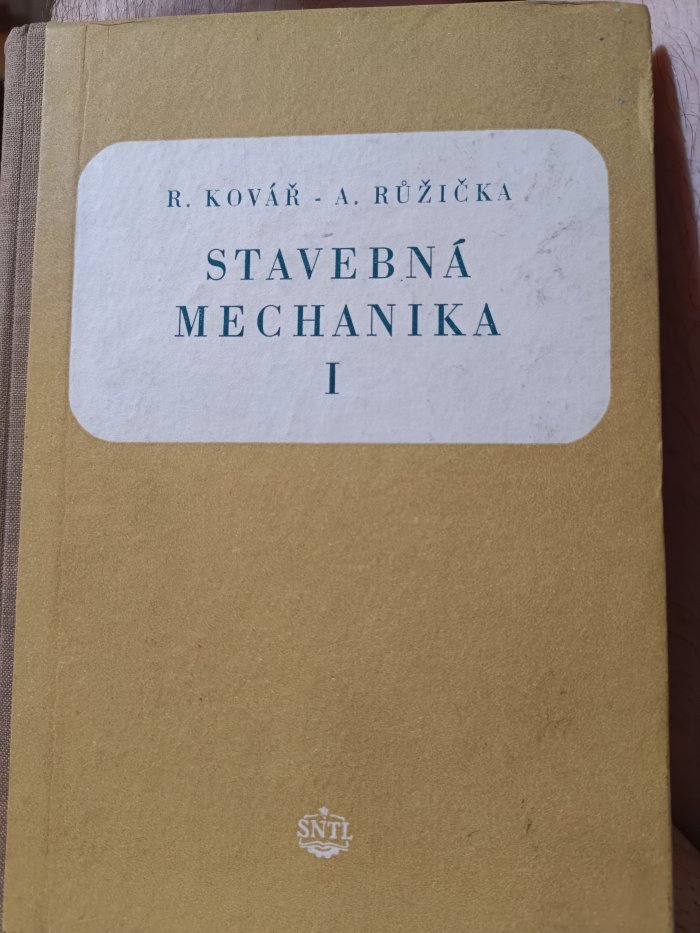 R. KOVÁŘ - A. RŮŽIČKA
STAVEBNÁ
MECHANIKA
I
SNTL